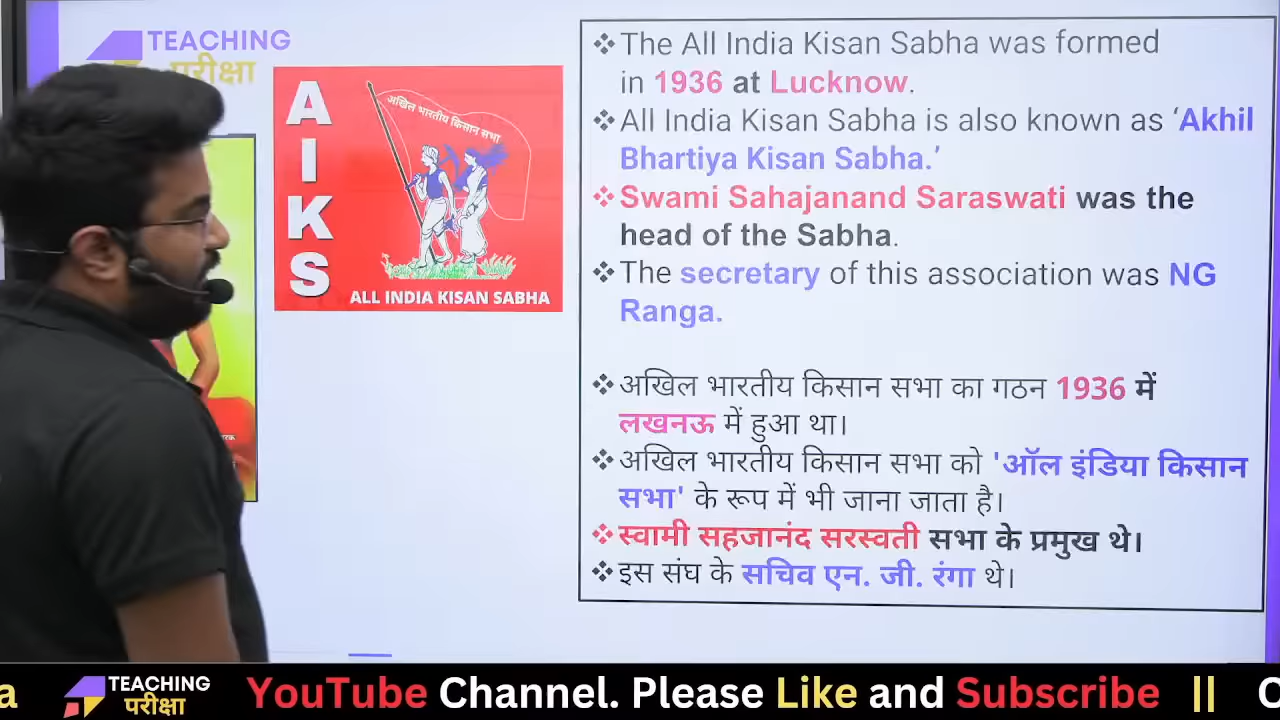 TEACHING
परीक्षा
❖The All India Kisan Sabha was formed
in 1936 at Lucknow.
❖All India Kisan Sabha is also known as ‘Akhil
Bhartiya Kisan Sabha.’
❖Swami Sahajanand Saraswati was the
head of the Sabha.
❖The secretary of this association was NG
Ranga.
❖अखिल भारतीय किसान सभा का गठन 1936 में
लखनऊ में हुआ था।
❖अखिल भारतीय किसान सभा को 'ऑल इंडिया किसान
सभा' के रूप में भी जाना जाता है।
❖स्वामी सहजानंद सरस्वती सभा के प्रमुख थे।
❖इस संघ के सचिव एन. जी. रंगा थे।
AIKS
अखिल भारतीय किसान सभा
ALL INDIA KISAN SABHA
a
TEACHING
परीक्षा
YouTube Channel. Please Like and Subscribe || C